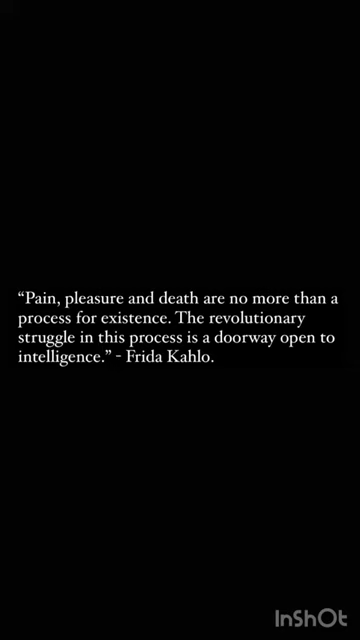 “Pain, pleasure and death are no more than a
process for existence. The revolutionary
struggle in this process is a doorway open to
intelligence.” - Frida Kahlo.
InShOt